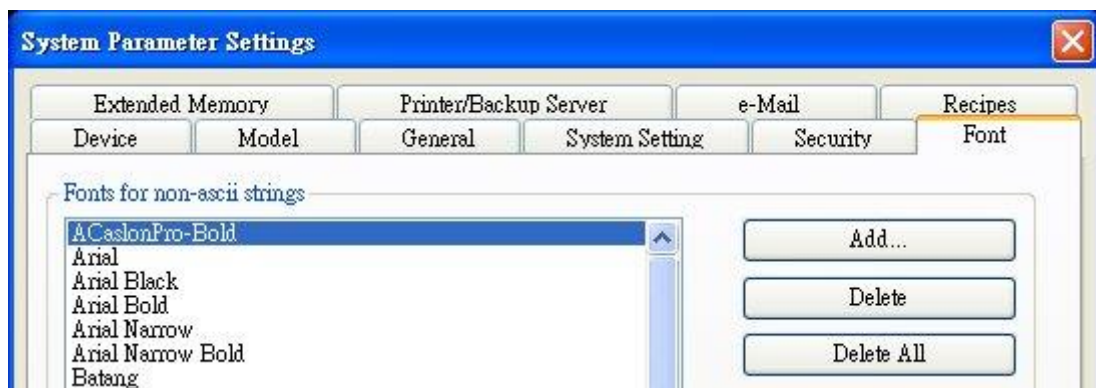 System Parameter Settings
Extended Memory Printer/Backup Server e-Mail Recipes
Device Model General System Setting Security Font
Fonts for non-ascii strings
ACaslonPro-Bold
Arial
Arial Black
Arial Bold
Arial Narrow
Arial Narrow Bold
Batang
Add...
Delete
Delete All